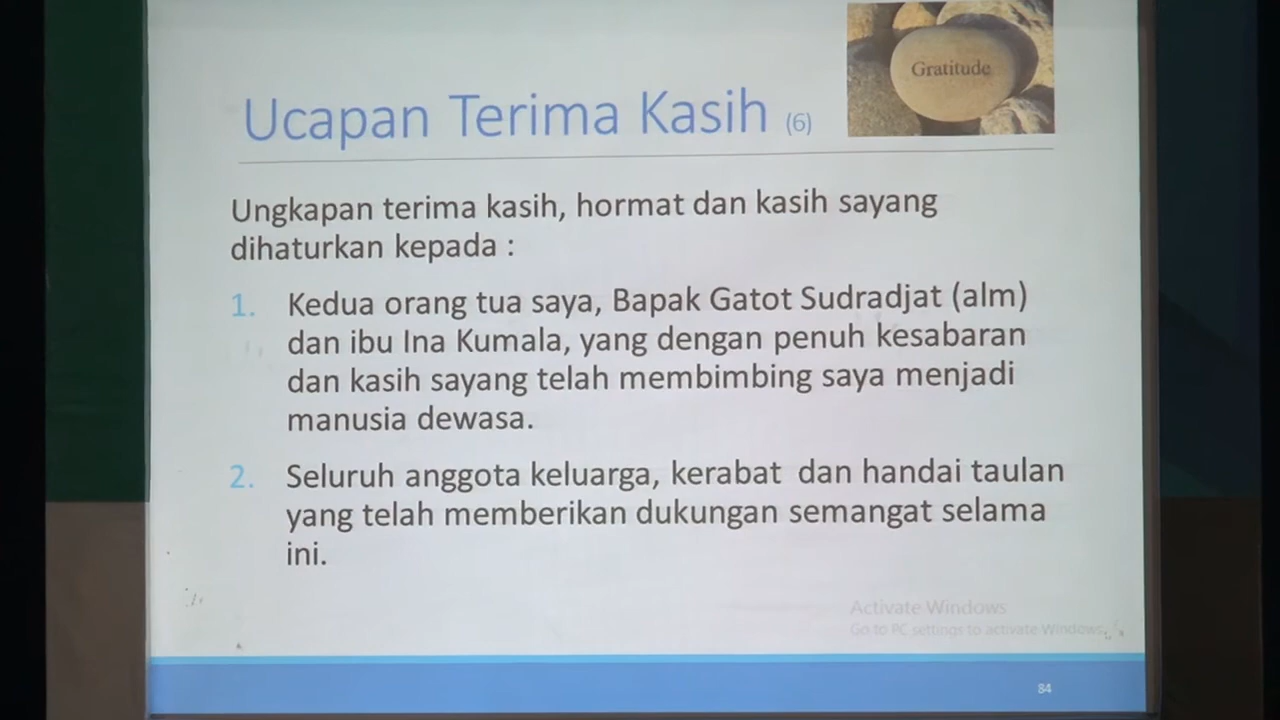 Gratitude
Ucapan Terima Kasih (6)
Ungkapan terima kasih, hormat dan kasih sayang
dihaturkan kepada :
1. Kedua orang tua saya, Bapak Gatot Sudradjat (alm)
dan ibu Ina Kumala, yang dengan penuh kesabaran
dan kasih sayang telah membimbing saya menjadi
manusia dewasa.
2. Seluruh anggota keluarga, kerabat dan handai taulan
yang telah memberikan dukungan semangat selama
ini.
Activate Windows
Go to PC settings to activate Windows.
84